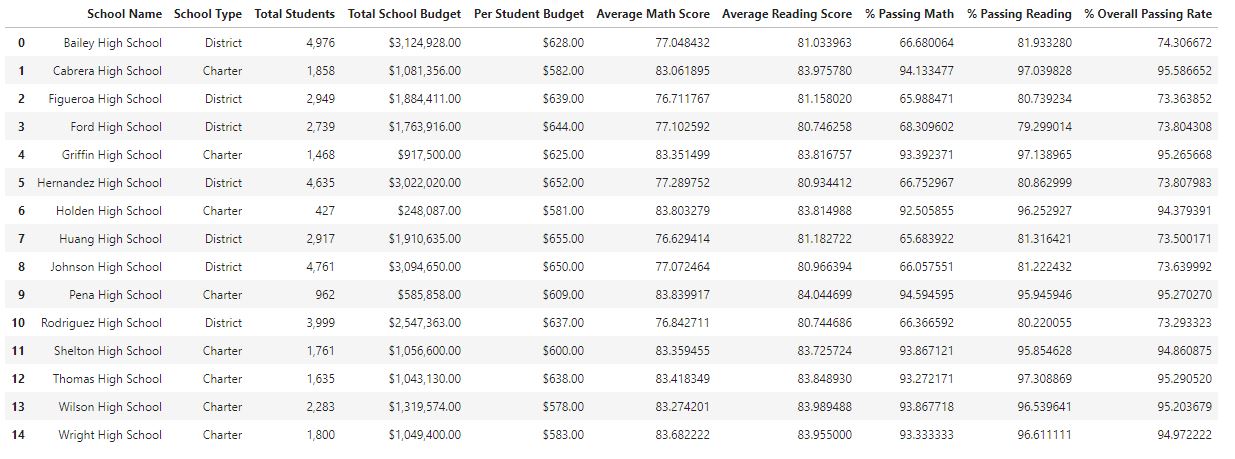 School Name School Type Total Students Total School Budget Per Student Budget Average Math Score Average Reading Score % Passing Math % Passing Reading % Overall Passing Rate
0 Bailey High School District 4,976 $3,124,928.00 $628.00 77.048432 81.033963 66.680064 81.933280 74.306672
1 Cabrera High School Charter 1,858 $1,081,356.00 $582.00 83.061895 83.975780 94.133477 97.039828 95.586652
2 Figueroa High School District 2,949 $1,884,411.00 $639.00 76.711767 81.158020 65.988471 80.739234 73.363852
3 Ford High School District 2,739 $1,763,916.00 $644.00 77.102592 80.746258 68.309602 79.299014 73.804308
4 Griffin High School Charter 1,468 $917,500.00 $625.00 83.351499 83.816757 93.392371 97.138965 95.265668
5 Hernandez High School District 4,635 $3,022,020.00 $652.00 77.289752 80.934412 66.752967 80.862999 73.807983
6 Holden High School Charter 427 $248,087.00 $581.00 83.803279 83.814988 92.505855 96.252927 94.379391
7 Huang High School District 2,917 $1,910,635.00 $655.00 76.629414 81.182722 65.683922 81.316421 73.500171
8 Johnson High School District 4,761 $3,094,650.00 $650.00 77.072464 80.966394 66.057551 81.222432 73.639992
9 Pena High School Charter 962 $585,858.00 $609.00 83.839917 84.044699 94.594595 95.945946 95.270270
10 Rodriguez High School District 3,999 $2,547,363.00 $637.00 76.842711 80.744686 66.366592 80.220055 73.293323
11 Shelton High School Charter 1,761 $1,056,600.00 $600.00 83.359455 83.725724 93.867121 95.854628 94.860875
12 Thomas High School Charter 1,635 $1,043,130.00 $638.00 83.418349 83.848930 93.272171 97.308869 95.290520
13 Wilson High School Charter 2,283 $1,319,574.00 $578.00 83.274201 83.989488 93.867718 96.539641 95.203679
14 Wright High School Charter 1,800 $1,049,400.00 $583.00 83.682222 83.955000 93.333333 96.611111 94.972222